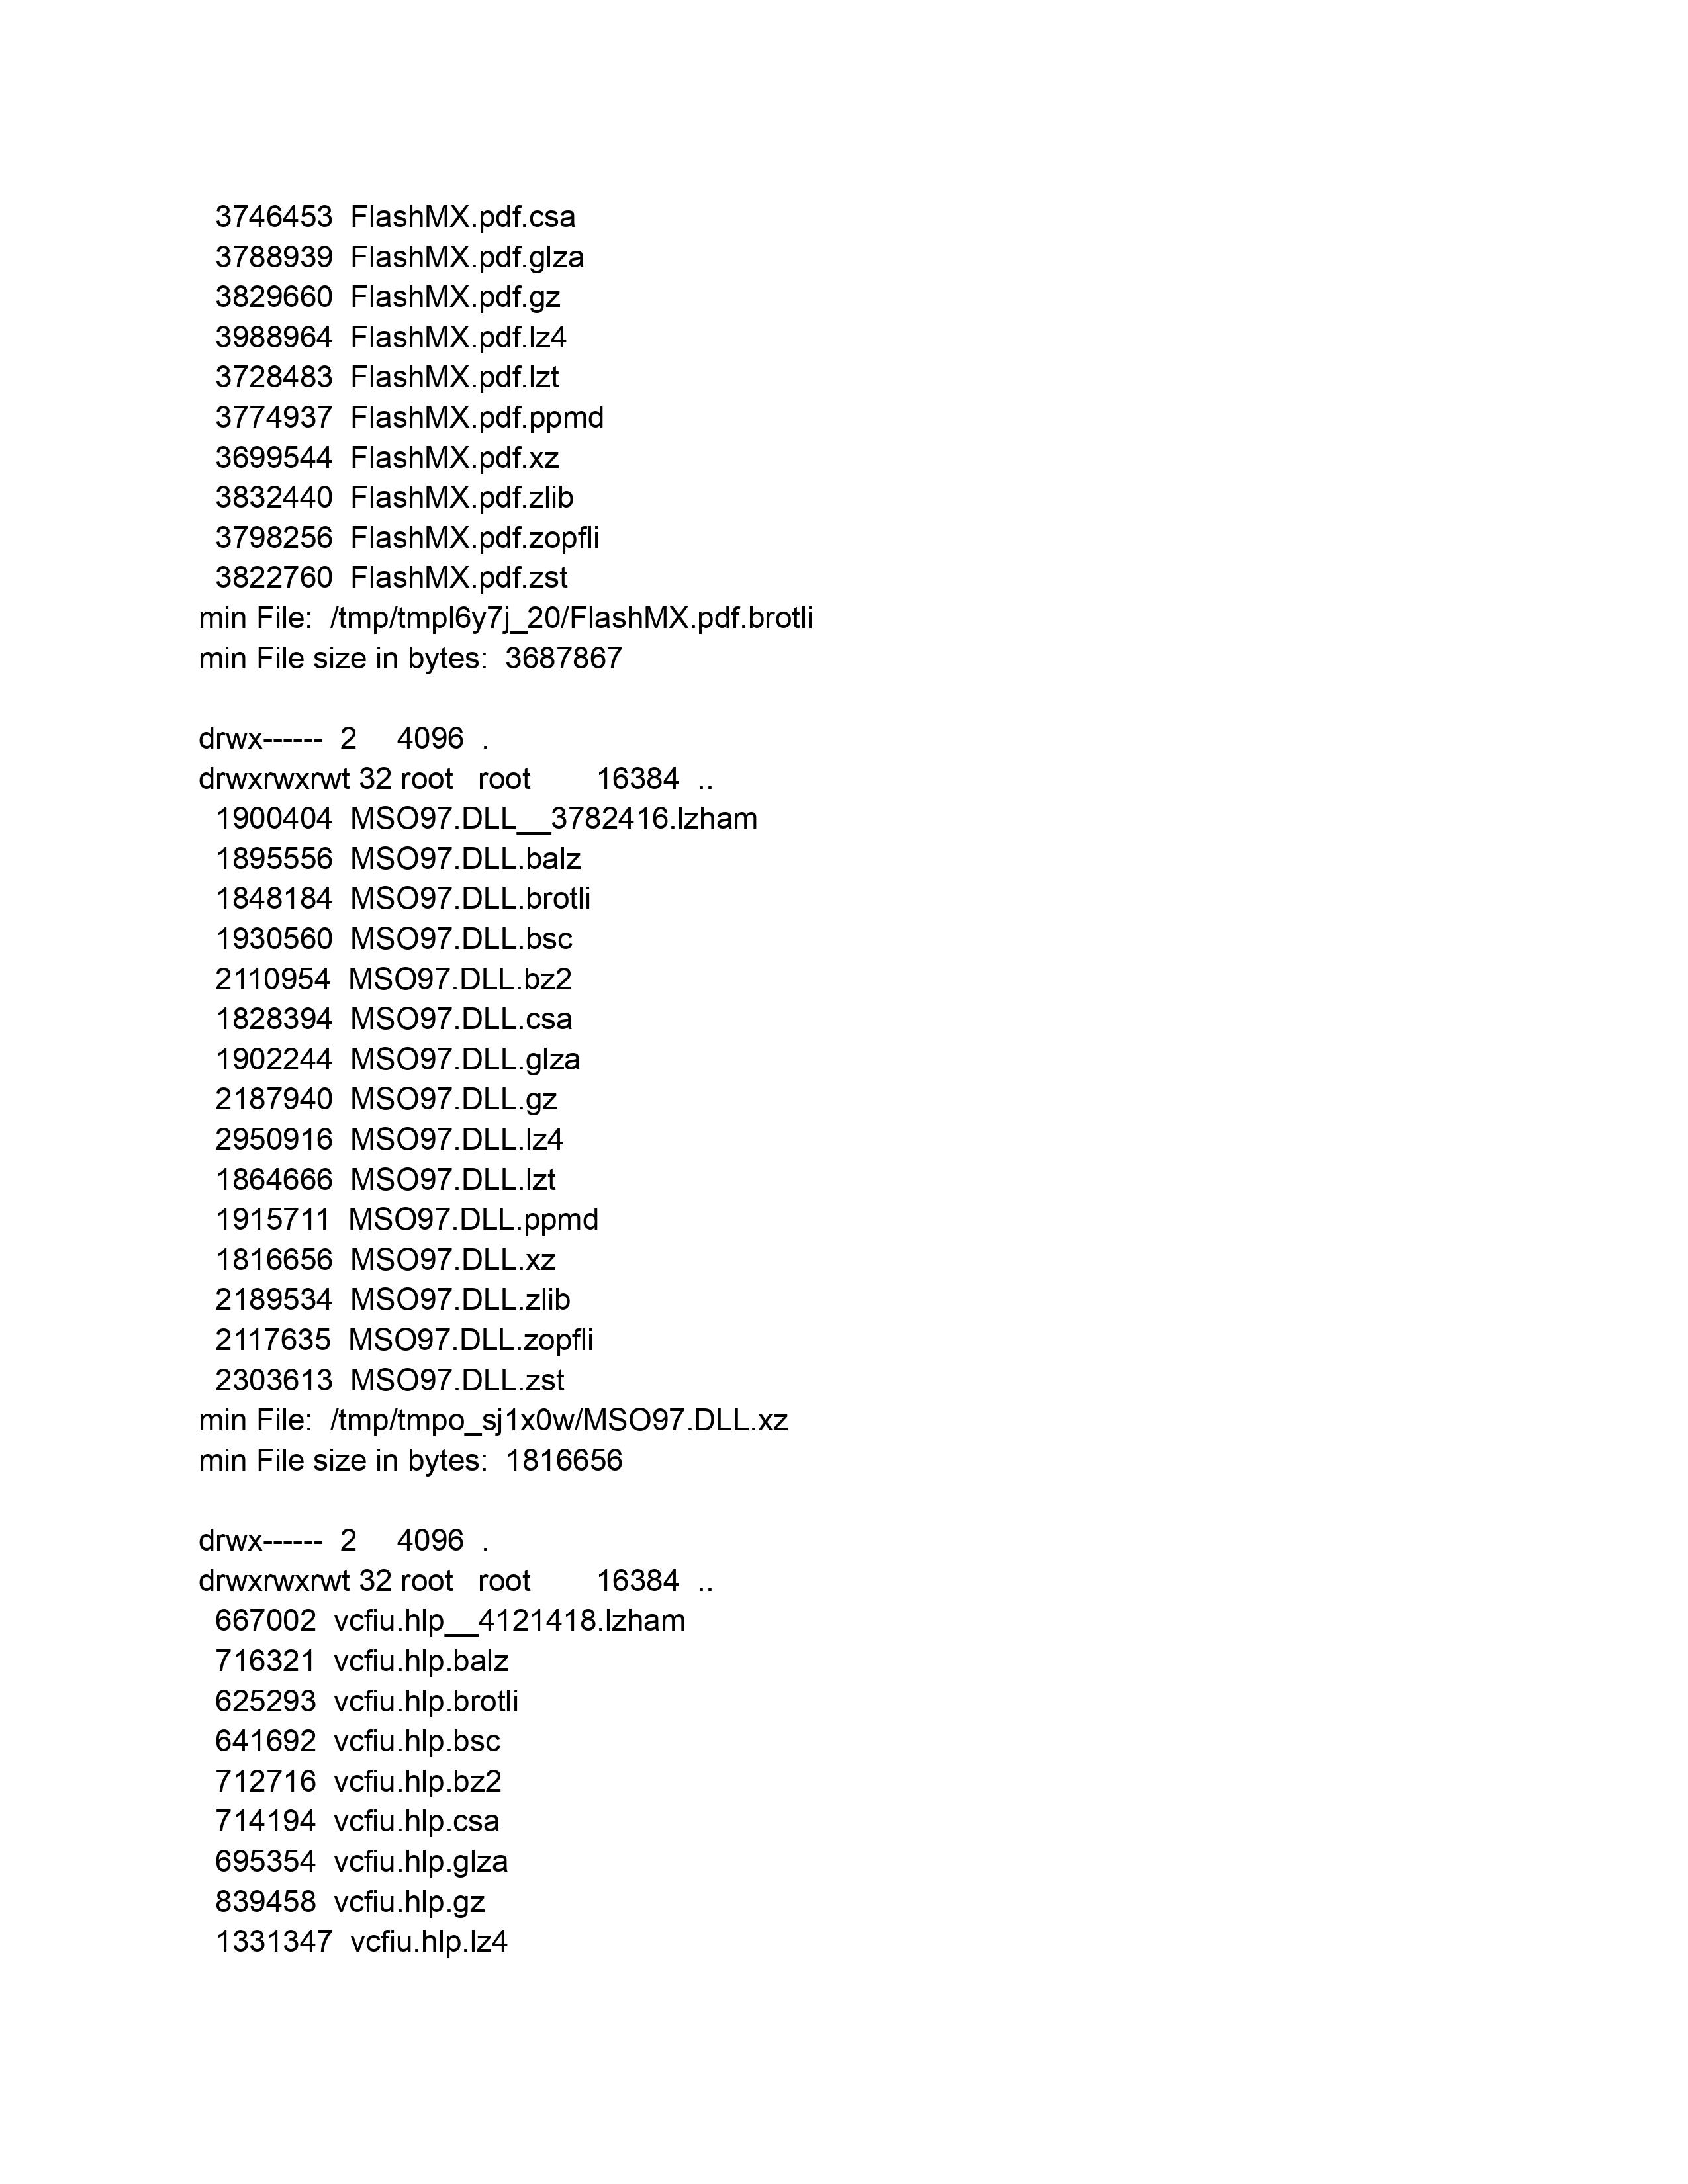 3746453 FlashMX.pdf.csa
3788939 FlashMX.pdf.glza
3829660 FlashMX.pdf.gz
3988964 FlashMX.pdf.lz4
3728483 FlashMX.pdf.lzt
3774937 FlashMX.pdf.ppmd
3699544 FlashMX.pdf.xz
3832440 FlashMX.pdf.zlib
3798256 FlashMX.pdf.zopfli
3822760 FlashMX.pdf.zst
min File: /tmp/tmpl6y7j_20/FlashMX.pdf.brotli
min File size in bytes: 3687867
drwx------ 2 4096 .
drwxrwxrwt 32 root root 16384 ..
1900404 MSO97.DLL__3782416.lzham
1895556 MSO97.DLL.balz
1848184 MSO97.DLL.brotli
1930560 MSO97.DLL.bsc
2110954 MSO97.DLL.bz2
1828394 MSO97.DLL.csa
1902244 MSO97.DLL.glza
2187940 MSO97.DLL.gz
2950916 MSO97.DLL.lz4
1864666 MSO97.DLL.lzt
1915711 MSO97.DLL.ppmd
1816656 MSO97.DLL.xz
2189534 MSO97.DLL.zlib
2117635 MSO97.DLL.zopfli
2303613 MSO97.DLL.zst
min File: /tmp/tmpo_sj1x0w/MSO97.DLL.xz
min File size in bytes: 1816656
drwx------ 2 4096 .
drwxrwxrwt 32 root root 16384 ..
667002 vcfiu.hlp__4121418.lzham
716321 vcfiu.hlp.balz
625293 vcfiu.hlp.brotli
641692 vcfiu.hlp.bsc
712716 vcfiu.hlp.bz2
714194 vcfiu.hlp.csa
695354 vcfiu.hlp.glza
839458 vcfiu.hlp.gz
1331347 vcfiu.hlp.lz4